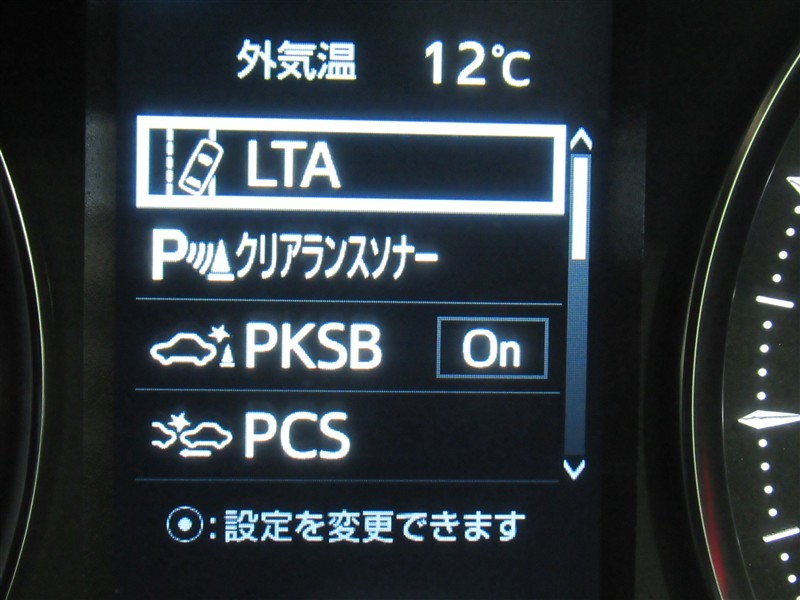 外気温 12℃
LTA
Pクリアランスソナー
PKSB On
PCS
⦿:設定を変更できます